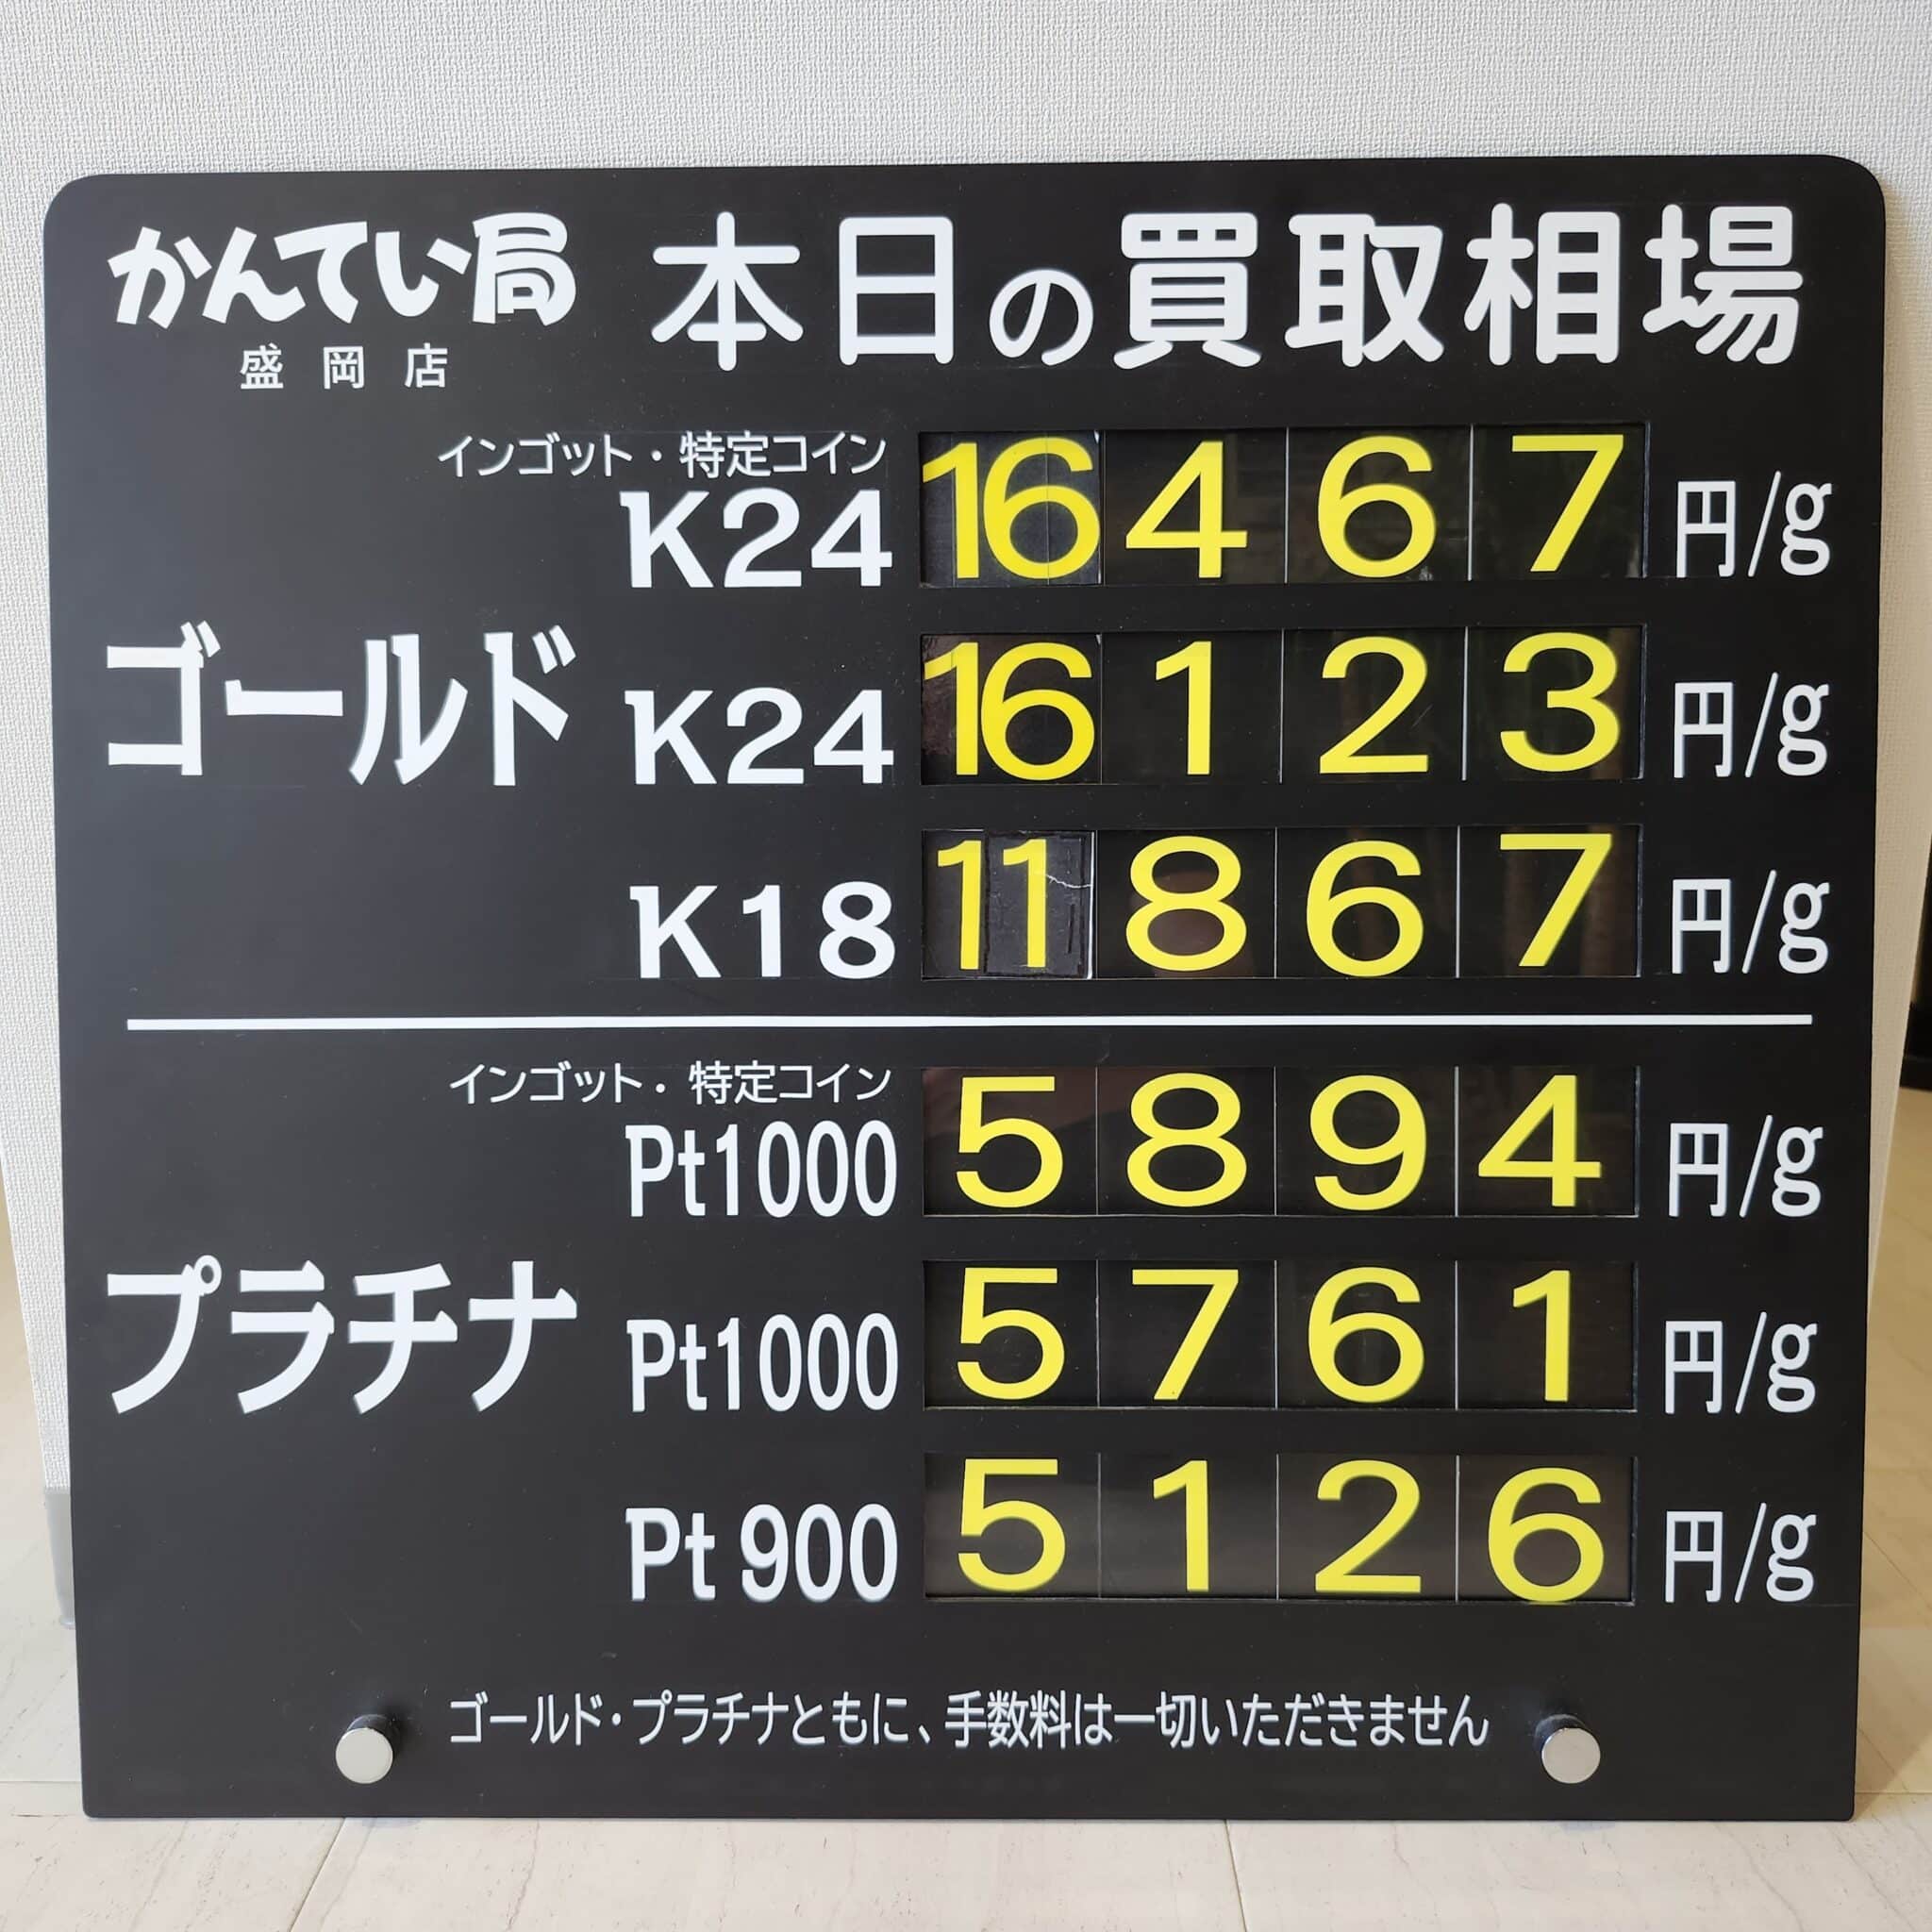 かんてい局 本日の買取相場
盛岡店
インゴット・特定コイン
K24 16467 円/g
ゴールド K24 16123 円/g
K18 11867 円/g
インゴット・特定コイン
Pt1000 5894 円/g
プラチナ Pt1000 5761 円/g
Pt 900 5126 円/g
ゴールド・プラチナともに、手数料は一切いただきません